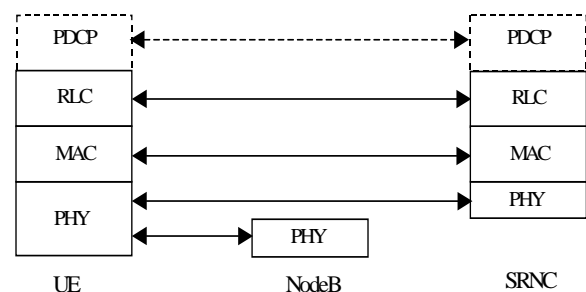 PDCP PDCP
RLC RLC
MAC MAC
PHY PHY
PHY
UE NodeB SRNC